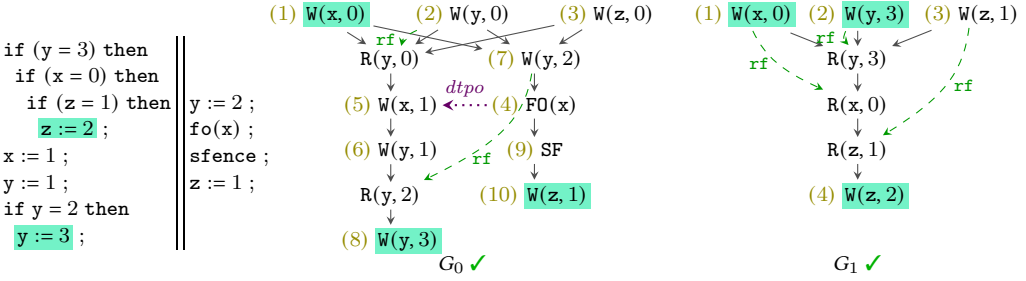 if (y = 3) then
if (x = 0) then
if (z = 1) then
z := 2 ;
x := 1 ;
y := 1 ;
if y = 2 then
y := 3 ;
y := 2 ;
fo(x) ;
sfence ;
z := 1 ;
(1) W(x, 0) (2) W(y, 0) (3) W(z, 0)
rf
R(y, 0) (7) W(y, 2)
dtpo
(5) W(x, 1) (4) FO(x)
(6) W(y, 1) (9) SF
rf
R(y, 2) (10) W(z, 1)
(8) W(y, 3)
G0 ✓
(1) W(x, 0) (2) W(y, 3) (3) W(z, 1)
rf
R(y, 3)
rf
rf
R(x, 0)
R(z, 1)
(4) W(z, 2)
G1 ✓